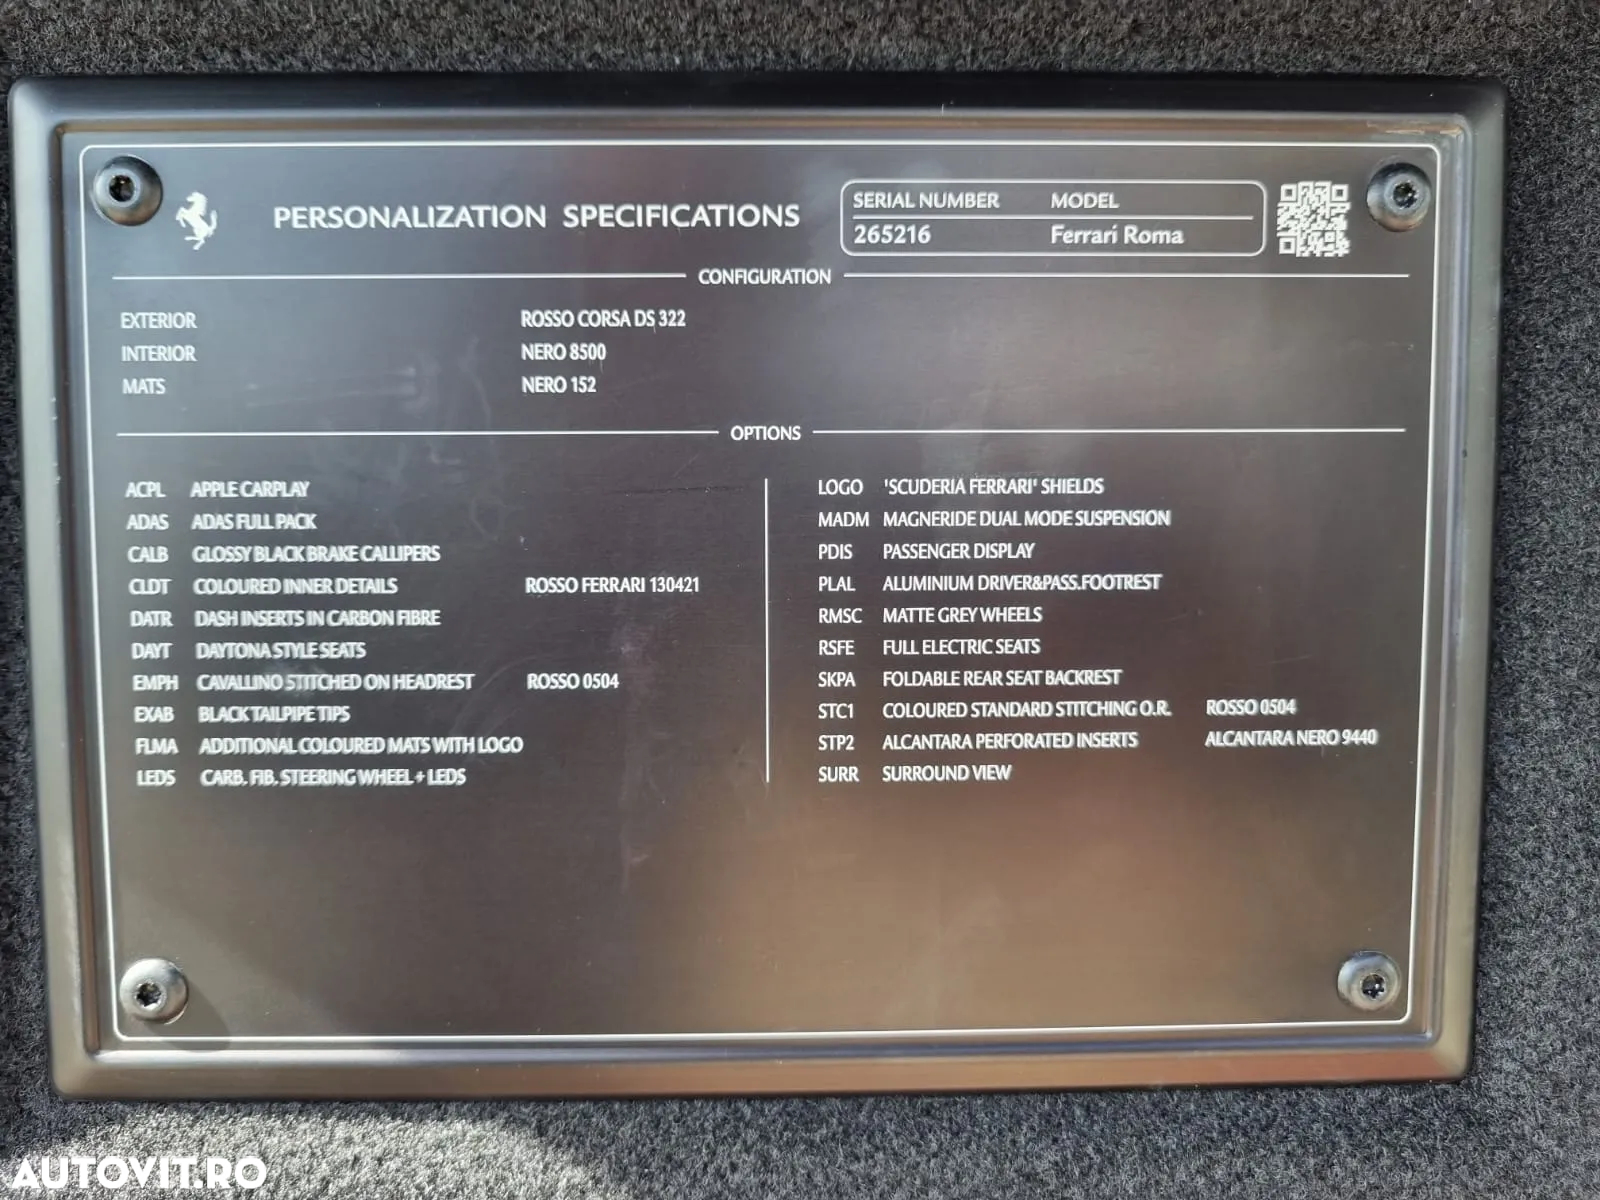 PERSONALIZATION SPECIFICATIONS
SERIAL NUMBER MODEL
265216 Ferrari Roma
CONFIGURATION
EXTERIOR ROSSO CORSA DS 322
INTERIOR NERO 8500
MATS NERO 152
OPTIONS
ACPL APPLE CARPLAY
ADAS ADAS FULL PACK
CALB GLOSSY BLACK BRAKE CALLIPERS
CLDT COLOURED INNER DETAILS ROSSO FERRARI 130421
DATR DASH INSERTS IN CARBON FIBRE
DAYT DAYTONA STYLE SEATS
EMPH CAVALLINO STITCHED ON HEADREST ROSSO 0504
EXAB BLACK TAILPIPE TIPS
FLMA ADDITIONAL COLOURED MATS WITH LOGO
LEDS CARB. FIB. STEERING WHEEL + LEDS
LOGO 'SCUDERIA FERRARI' SHIELDS
MADM MAGNERIDE DUAL MODE SUSPENSION
PDIS PASSENGER DISPLAY
PLAL ALUMINIUM DRIVER&PASS.FOOTREST
RMSC MATTE GREY WHEELS
RSFE FULL ELECTRIC SEATS
SKPA FOLDABLE REAR SEAT BACKREST
STC1 COLOURED STANDARD STITCHING O.R. ROSSO 0504
STP2 ALCANTARA PERFORATED INSERTS ALCANTARA NERO 9440
SURR SURROUND VIEW
AUTOVIT.RO